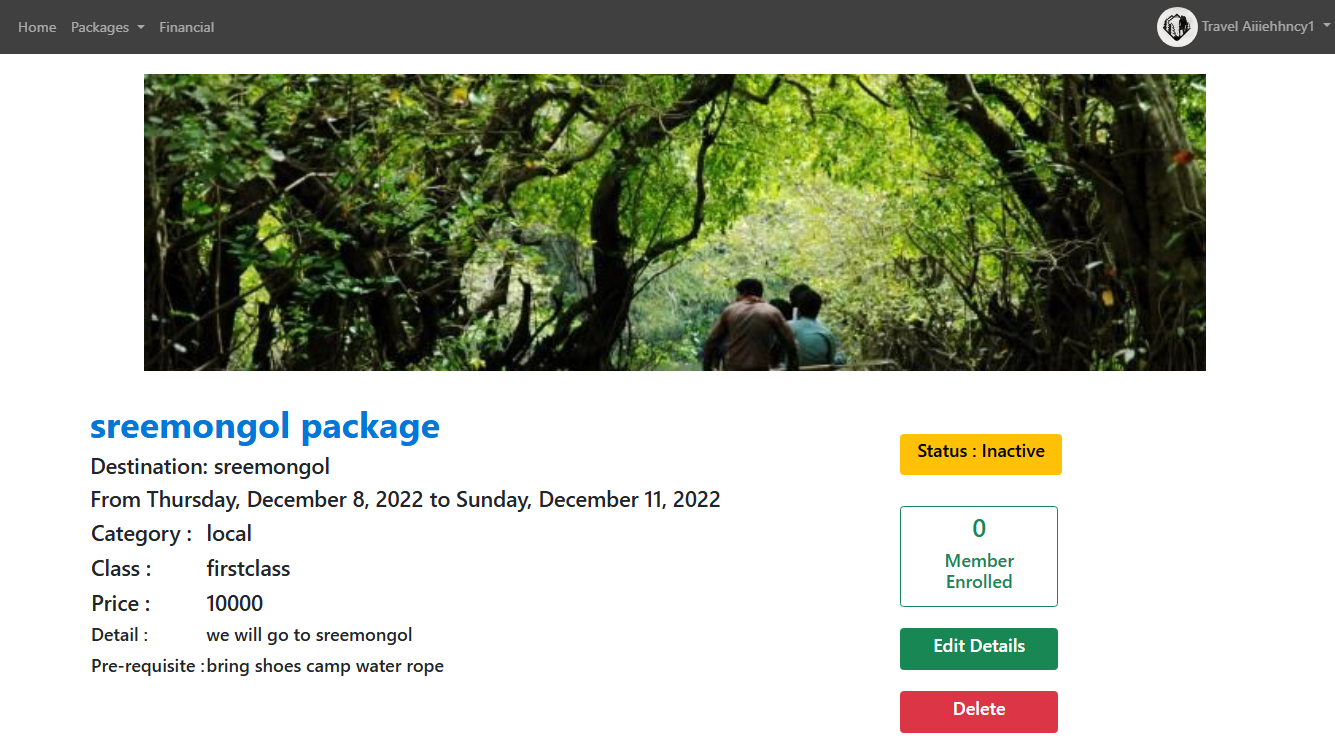 Home Packages Financial
Travel Aiiiehhncy1
sreemongol package
Destination: sreemongol
From Thursday, December 8, 2022 to Sunday, December 11, 2022
Category : local
Class : firstclass
Price : 10000
Detail : we will go to sreemongol
Pre-requisite : bring shoes camp water rope
Status : Inactive
0
Member
Enrolled
Edit Details
Delete